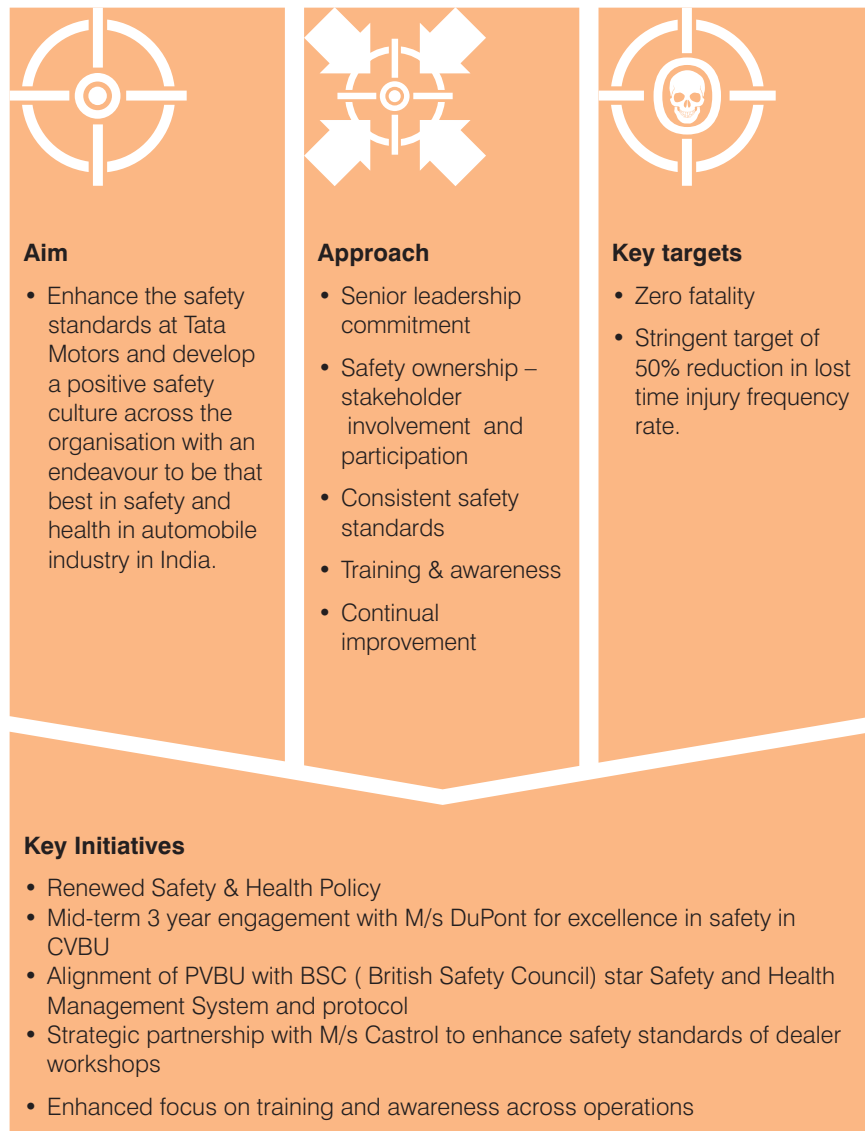 Aim
• Enhance the safety
standards at Tata
Motors and develop
a positive safety
culture across the
organisation with an
endeavour to be that
best in safety and
health in automobile
industry in India.
Approach
• Senior leadership
commitment
• Safety ownership –
stakeholder
involvement and
participation
• Consistent safety
standards
• Training & awareness
• Continual
improvement
Key targets
• Zero fatality
• Stringent target of
50% reduction in lost
time injury frequency
rate.
Key Initiatives
• Renewed Safety & Health Policy
• Mid-term 3 year engagement with M/s DuPont for excellence in safety in
CVBU
• Alignment of PVBU with BSC ( British Safety Council) star Safety and Health
Management System and protocol
• Strategic partnership with M/s Castrol to enhance safety standards of dealer
workshops
• Enhanced focus on training and awareness across operations